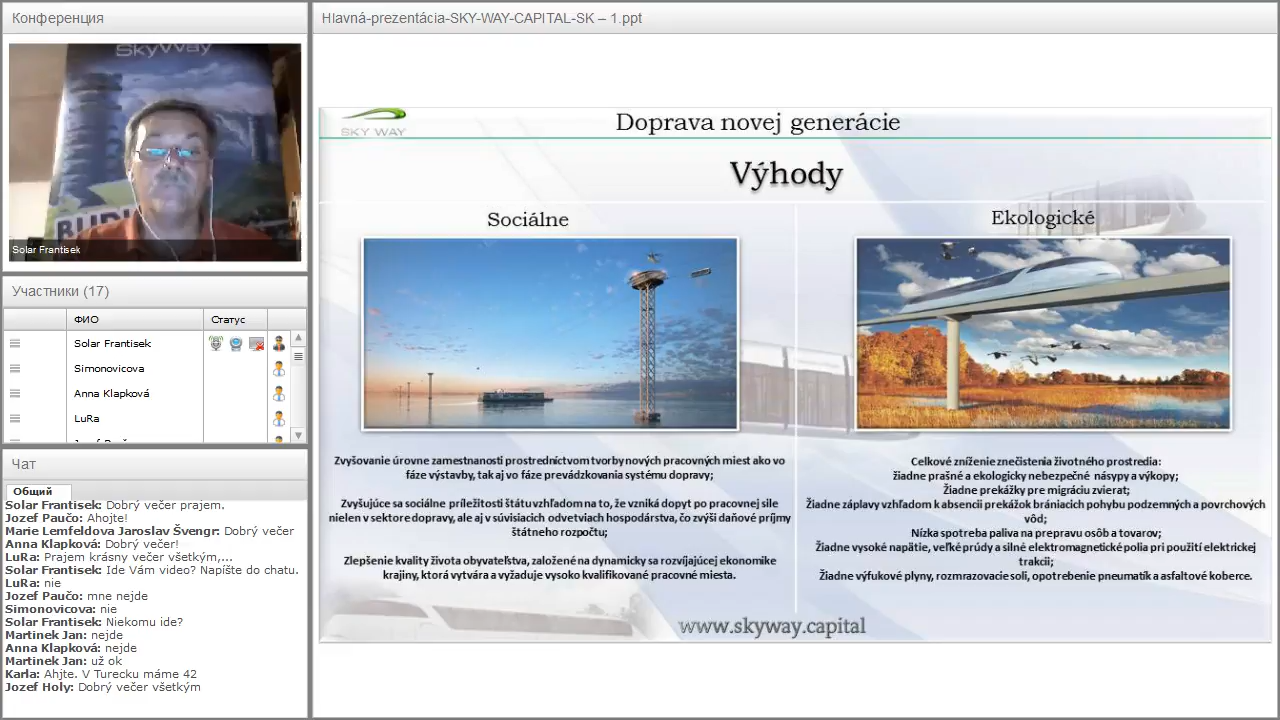 Конференция
SkyWay
Solar Frantisek
Участники (17)
ФИО
Статус
Solar Frantisek
Simonovicova
Anna Klapková
LuRa
Чат
Общий
Solar Frantisek: Dobrý večer prajem.
Jozef Paučo: Ahojte!
Marie Lemfeldova Jaroslav Švengr: Dobrý večer
Anna Klapková: Dobrý večer!
LuRa: Prajem krásny večer všetkým,...
Solar Frantisek: Ide Vám video? Napíšte do chatu.
LuRa: nie
Jozef Paučo: mne nejde
Simonovicova: nie
Solar Frantisek: Niekomu ide?
Martinek Jan: nejde
Anna Klapková: nejde
Martinek Jan: už ok
Karla: Ahjte. V Turecku máme 42
Jozef Holy: Dobrý večer všetkým
Hlavná-prezentácia-SKY-WAY-CAPITAL-SK – 1.ppt
SKY WAY
Doprava novej generácie
Výhody
Sociálne
Zvyšovanie úrovne zamestnanosti prostredníctvom tvorby nových pracovných miest ako vo
fáze výstavby, tak aj vo fáze prevádzkovania systému dopravy;
Zvyšujúce sa sociálne príležitosti štátu vzhľadom na to, že vzniká dopyt po pracovnej sile
nielen v sektore dopravy, ale aj v súvisiacich odvetviach hospodárstva, čo zvýši daňové príjmy
štátneho rozpočtu;
Zlepšenie kvality života obyvateľstva, založené na dynamicky sa rozvíjajúcej ekonomike
krajiny, ktorá vytvára a vyžaduje vysoko kvalifikované pracovné miesta.
Ekologické
Celkové zníženie znečistenia životného prostredia:
žiadne prašné a ekologicky nebezpečné násypy a výkopy;
Žiadne prekážky pre migráciu zvierat;
Žiadne záplavy vzhľadom k absencii prekážok brániacich pohybu podzemných a povrchových
vôd;
Nízka spotreba paliva na prepravu osôb a tovarov;
Žiadne vysoké napätie, veľké prúdy a silné elektromagnetické polia pri použití elektrickej
trakcii;
Žiadne výfukové plyny, rozmrazovacie soli, opotrebenie pneumatík a asfaltové koberce.
www.skyway.capital